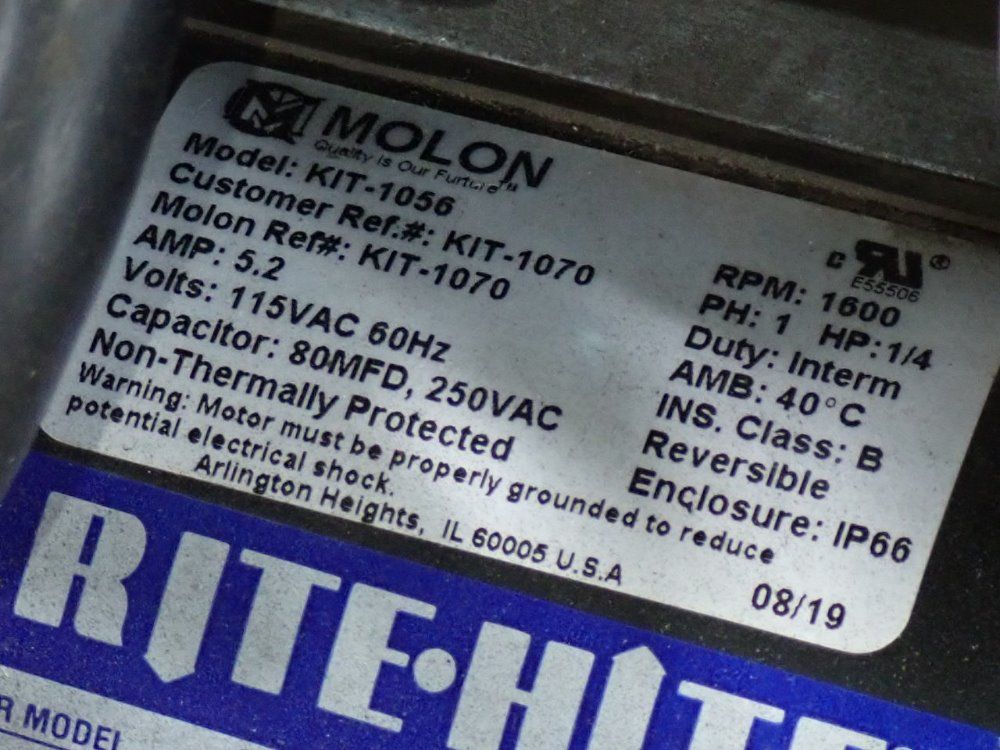 MOLON
Quality Is Our Furture™
Model: KIT-1056
Customer Ref.#: KIT-1070
Molon Ref#: KIT-1070
AMP: 5.2
Volts: 115VAC 60Hz
Capacitor: 80MFD, 250VAC
Non-Thermally Protected
Warning: Motor must be properly grounded to reduce
potential electrical shock.
Arlington Heights, IL 60005 U.S.A
c RU ®
E55506
RPM: 1600
PH: 1 HP:1/4
Duty: Interm
AMB: 40°C
INS. Class: B
Reversible
Enclosure: IP66
08/19
RITE•HITE
R MODEL